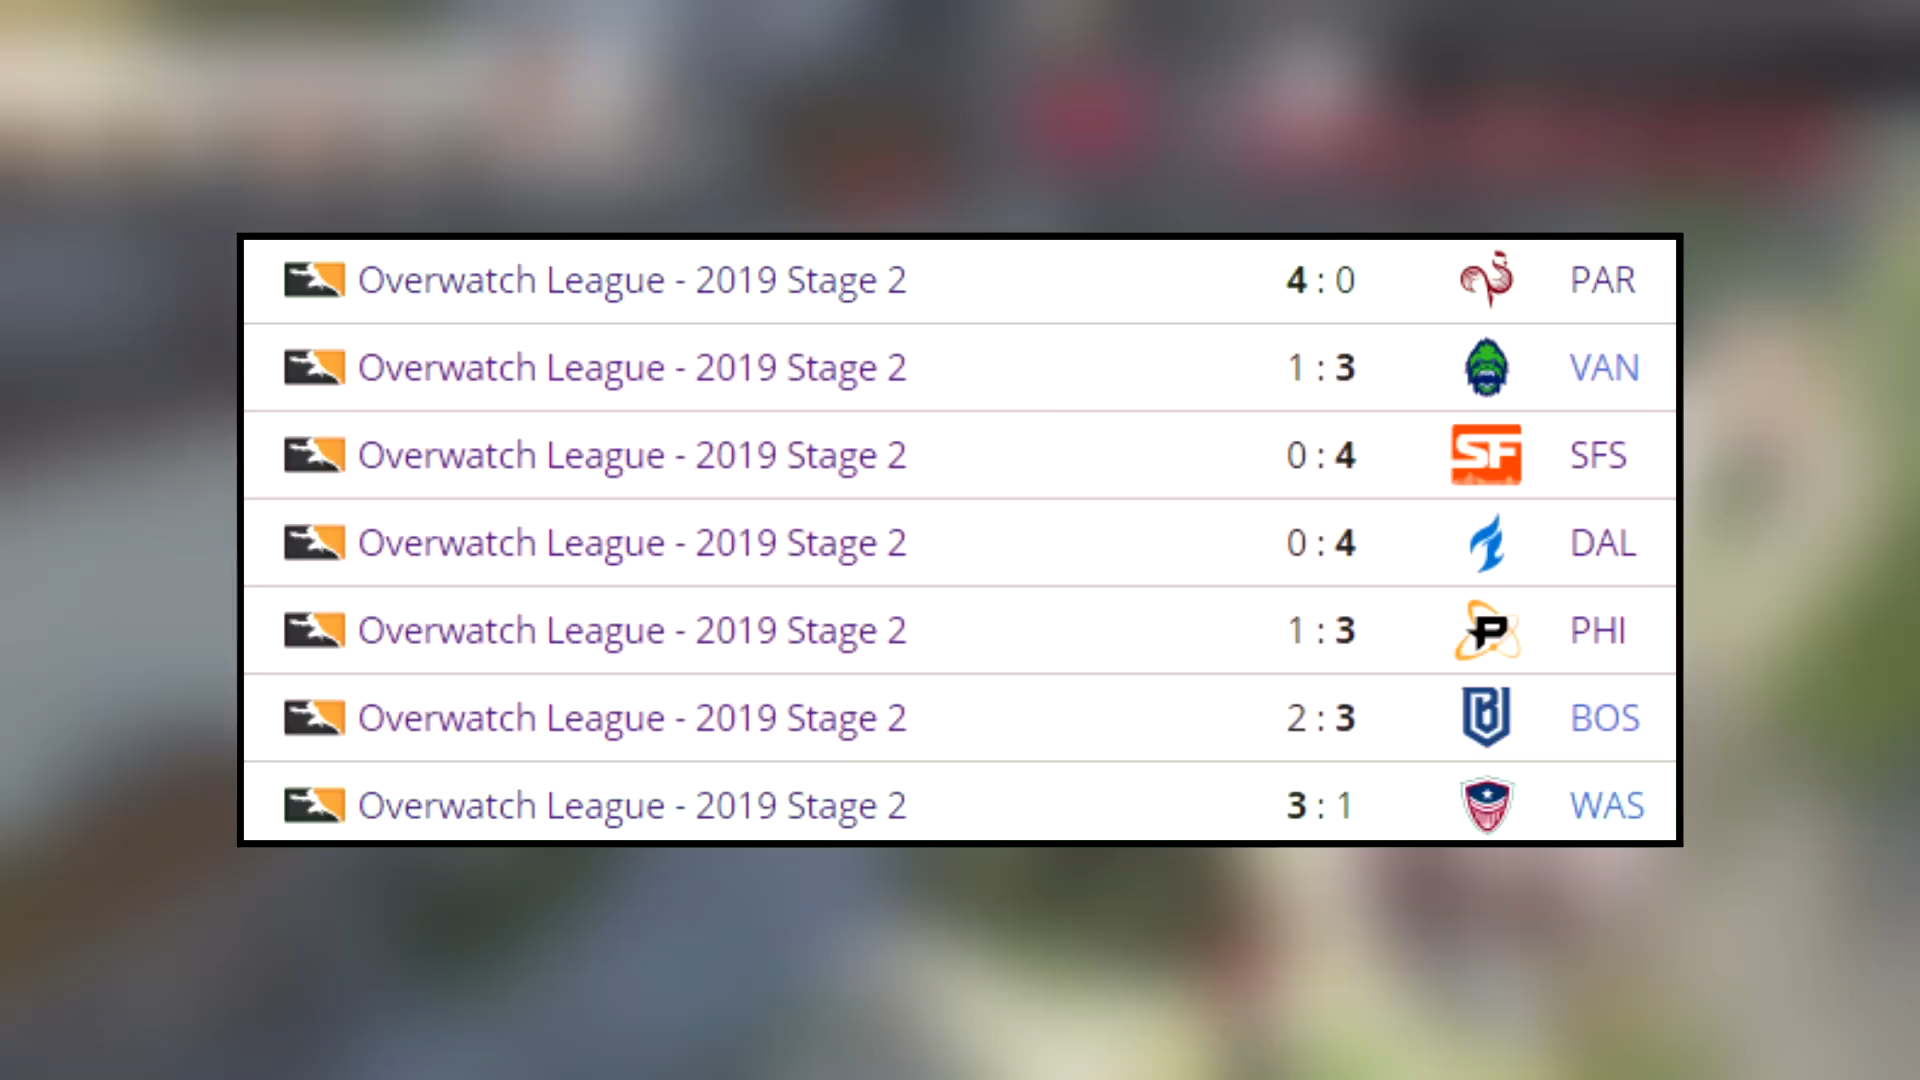 Overwatch League - 2019 Stage 2 4 : 0 PAR
Overwatch League - 2019 Stage 2 1 : 3 VAN
Overwatch League - 2019 Stage 2 0 : 4 SF SFS
Overwatch League - 2019 Stage 2 0 : 4 DAL
Overwatch League - 2019 Stage 2 1 : 3 P PHI
Overwatch League - 2019 Stage 2 2 : 3 B BOS
Overwatch League - 2019 Stage 2 3 : 1 WAS